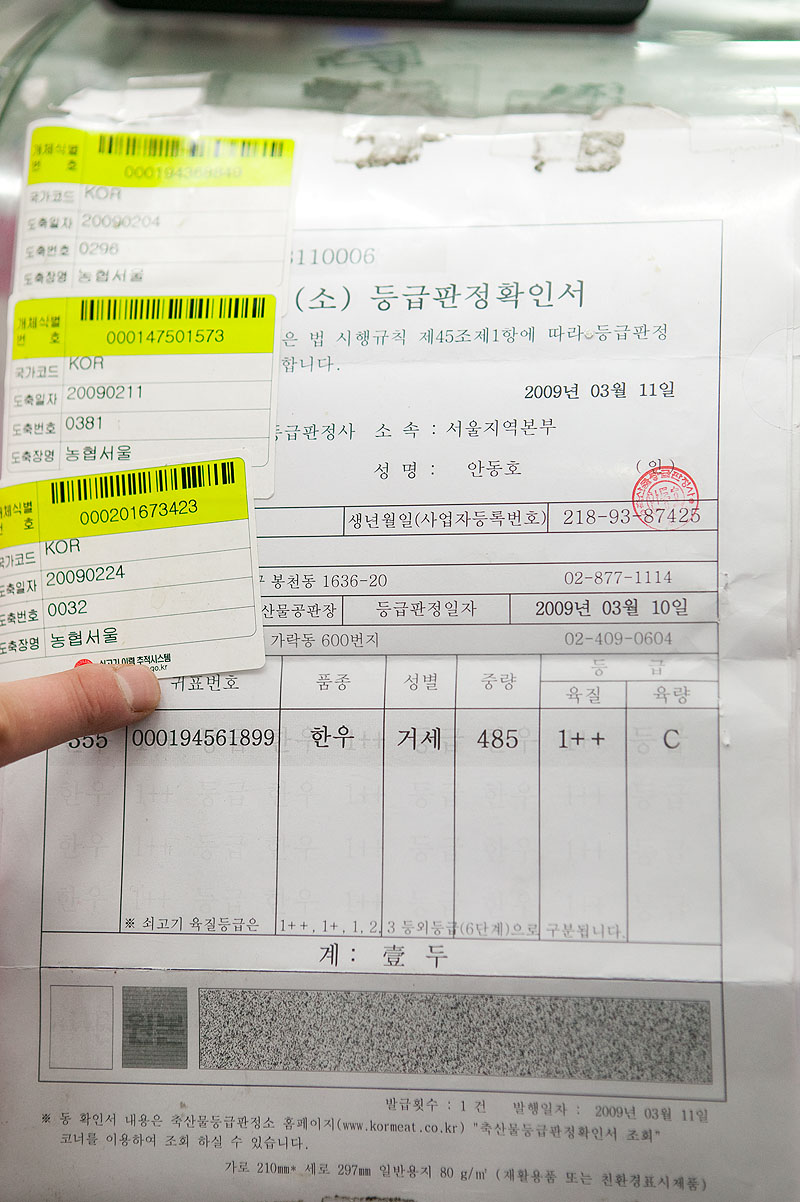 개체식별
번 호
000194368840
국가코드 KOR
도축일자 20090204
도축번호 0296
도축장명 농협서울
개체식별
번 호
000147501573
국가코드 KOR
도축일자 20090211
도축번호 0381
도축장명 농협서울
개체식별
번 호
000201673423
국가코드 KOR
도축일자 20090224
도축번호 0032
도축장명 농협서울
쇠고기 이력 추적시스템
go.kr
110006
(소) 등급판정확인서
은 법 시행규칙 제45조제1항에 따라 등급판정
합니다.
2009년 03월 11일
등급판정사 소 속 : 서울지역본부
성 명 : 안동호 (인)
생년월일(사업자등록번호) 218-93-87425
봉천동 1636-20 02-877-1114
산물공판장 등급판정일자 2009년 03월 10일
가락동 600번지 02-409-0604
귀표번호 품종 성별 중량 등 급
육질 육량
355 000194561899 한우 거세 485 1++ C
※ 쇠고기 육질등급은 1++, 1+, 1, 2, 3 등외등급(6단계)으로 구분됩니다.
계 : 壹 두
발급횟수 : 1 건 발행일자 : 2009년 03월 11일
※ 동 확인서 내용은 축산물등급판정소 홈페이지(www.kormeat.co.kr) "축산물등급판정확인서 조회"
코너를 이용하여 조회 하실 수 있습니다.
가로 210mm* 세로 297mm 일반용지 80 g/㎡ (재활용품 또는 친환경표시제품)